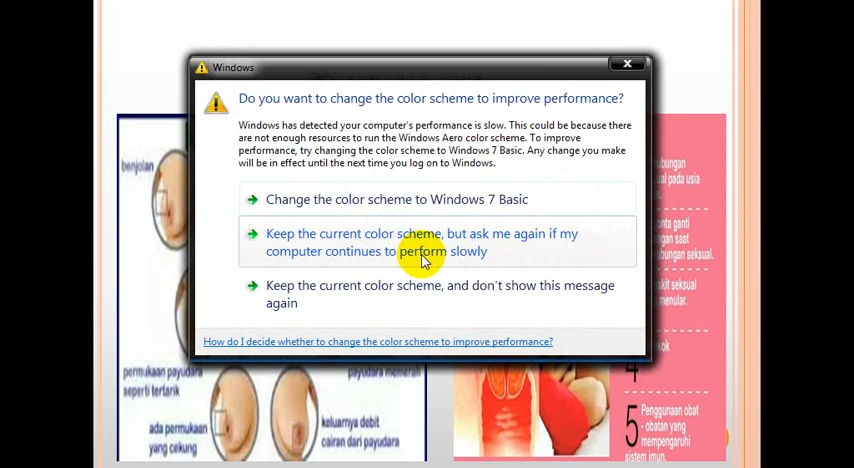 Windows
Do you want to change the color scheme to improve performance?
Windows has detected your computer's performance is slow. This could be because there
are not enough resources to run the Windows Aero color scheme. To improve
performance, try changing the color scheme to Windows 7 Basic. Any change you make
will be in effect until the next time you log on to Windows.
Change the color scheme to Windows 7 Basic
Keep the current color scheme, but ask me again if my
computer continues to perform slowly
Keep the current color scheme, and don't show this message
again
How do I decide whether to change the color scheme to improve performance?
benjolan
permukaan payudara
seperti tertarik
payudara memerah
ada permukaan
yang cekung
keluarnya debit
cairan dari payudara
pada usia
ganti
saat
seksual.
seksual
menular.
4
5
Penggunaan obat
- obatan yang
mempengaruhi
sistem imun.